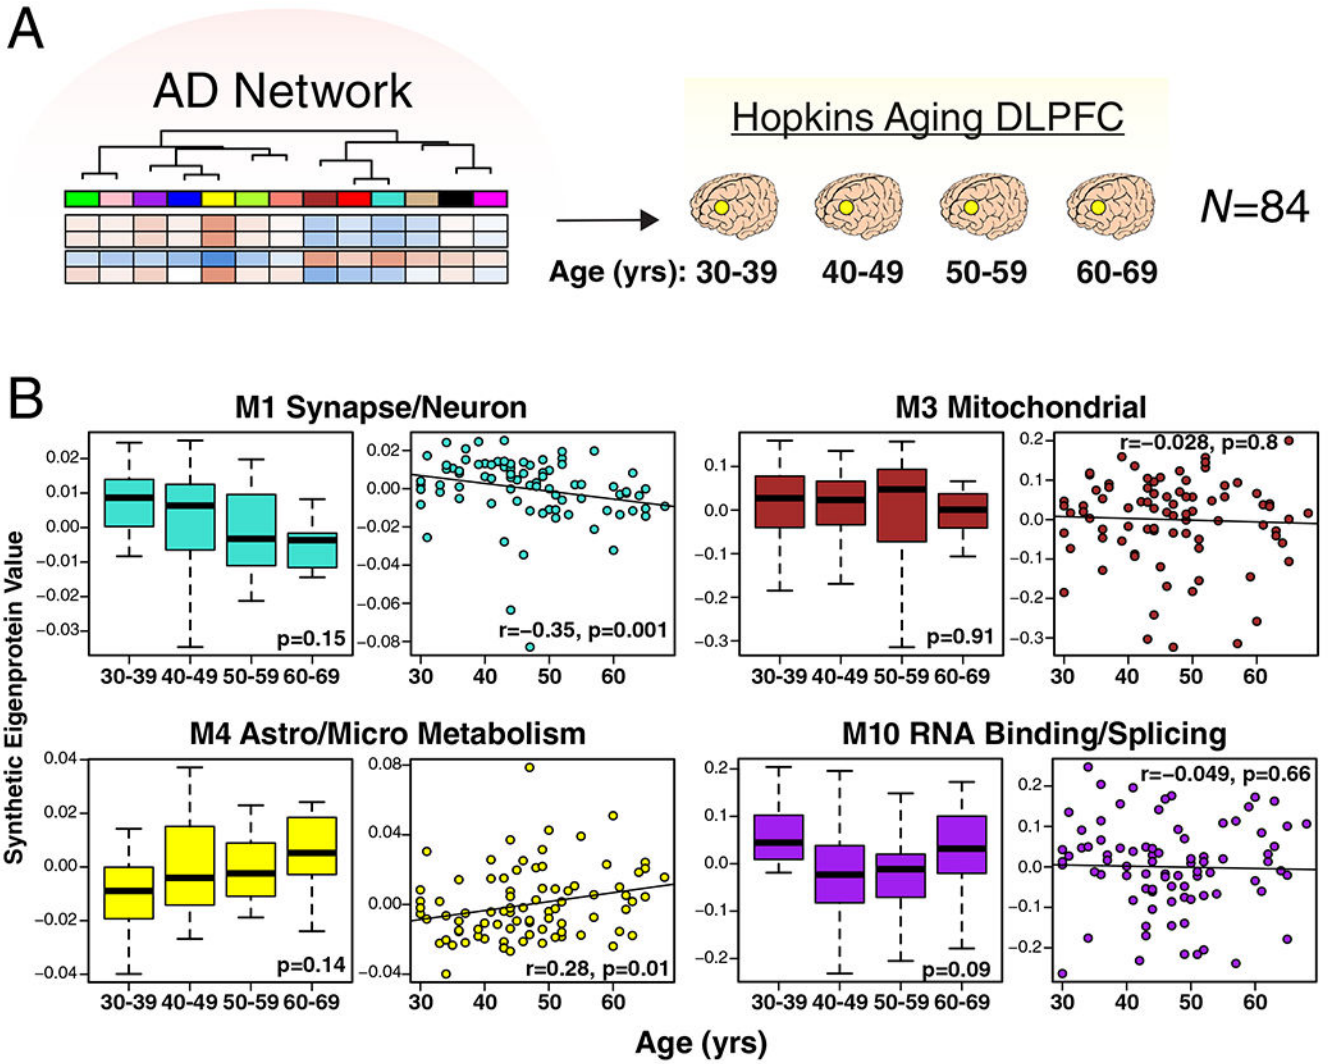 A
AD Network
Hopkins Aging DLPFC
N=84
Age (yrs): 30-39 40-49 50-59 60-69
B
Synthetic Eigenprotein Value
M1 Synapse/Neuron
0.02
0.01
0.00
−0.01
−0.02
−0.03
p=0.15
30-39 40-49 50-59 60-69
0.02
0.00
−0.02
−0.04
−0.06
−0.08
r=−0.35, p=0.001
30 40 50 60
M3 Mitochondrial
0.1
0.0
−0.1
−0.2
−0.3
p=0.91
30-39 40-49 50-59 60-69
r=−0.028, p=0.8
0.2
0.1
0.0
−0.1
−0.2
−0.3
30 40 50 60
M4 Astro/Micro Metabolism
0.04
0.02
0.00
−0.02
−0.04
p=0.14
30-39 40-49 50-59 60-69
0.08
0.04
0.00
−0.04
r=0.28, p=0.01
30 40 50 60
M10 RNA Binding/Splicing
0.2
0.1
0.0
−0.1
−0.2
p=0.09
30-39 40-49 50-59 60-69
r=−0.049, p=0.66
0.2
0.1
0.0
−0.1
−0.2
30 40 50 60
Age (yrs)